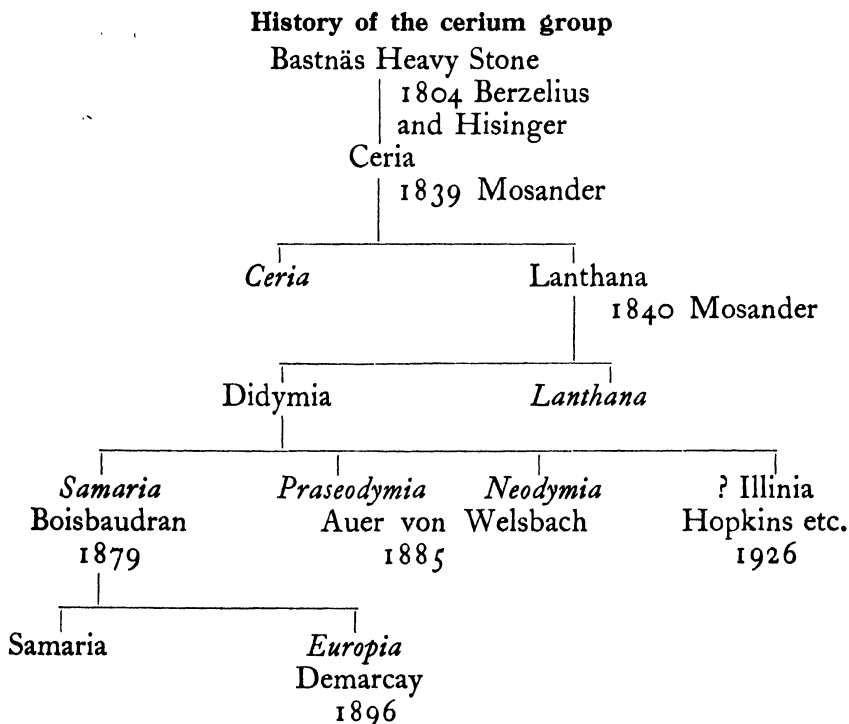 History of the cerium group
Bastnäs Heavy Stone
1804 Berzelius
and Hisinger
Ceria
1839 Mosander
Ceria Lanthana
1840 Mosander
Didymia Lanthana
Samaria Praseodymia Neodymia ? Illinia
Boisbaudran Auer von Welsbach Hopkins etc.
1879 1885 1926
Samaria Europia
Demarcay
1896